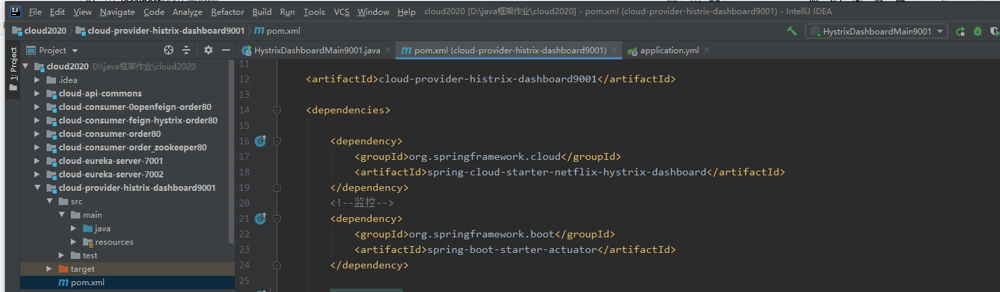 File Edit View Navigate Code Analyze Refactor Build Run Tools VCS Window Help cloud2020 [D:\java框架作业\cloud2020] - pom.xml (cloud-provider-histrix-dashboard9001) - IntelliJ IDEA
cloud2020 cloud-provider-histrix-dashboard9001 pom.xml HystrixDashboardMain9001
1: Project
Project
cloud2020 D:\java框架作业\cloud2020
.idea
cloud-api-commons
cloud-consumer-0openfeign-order80
cloud-consumer-feign-hystrix-order80
cloud-consumer-order80
cloud-consumer-order_zookeeper80
cloud-eureka-server-7001
cloud-eureka-server-7002
cloud-provider-histrix-dashboard9001
src
main
java
resources
test
target
pom.xml
HystrixDashboardMain9001.java pom.xml (cloud-provider-histrix-dashboard9001) application.yml
11
12 <artifactId>cloud-provider-histrix-dashboard9001</artifactId>
13
14 <dependencies>
15
16 <dependency>
17 <groupId>org.springframework.cloud</groupId>
18 <artifactId>spring-cloud-starter-netflix-hystrix-dashboard</artifactId>
19 </dependency>
20 <!--监控-->
21 <dependency>
22 <groupId>org.springframework.boot</groupId>
23 <artifactId>spring-boot-starter-actuator</artifactId>
24 </dependency>
25